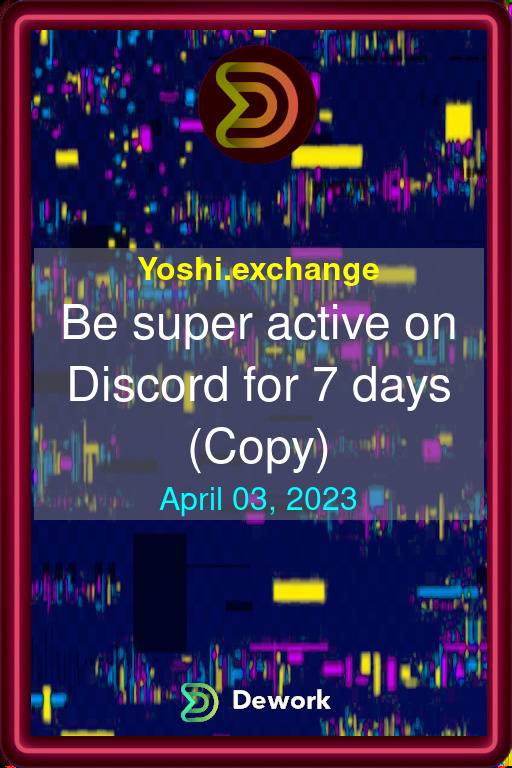 Yoshi.exchange
Be super active on
Discord for 7 days
(Copy)
April 03, 2023
Dework